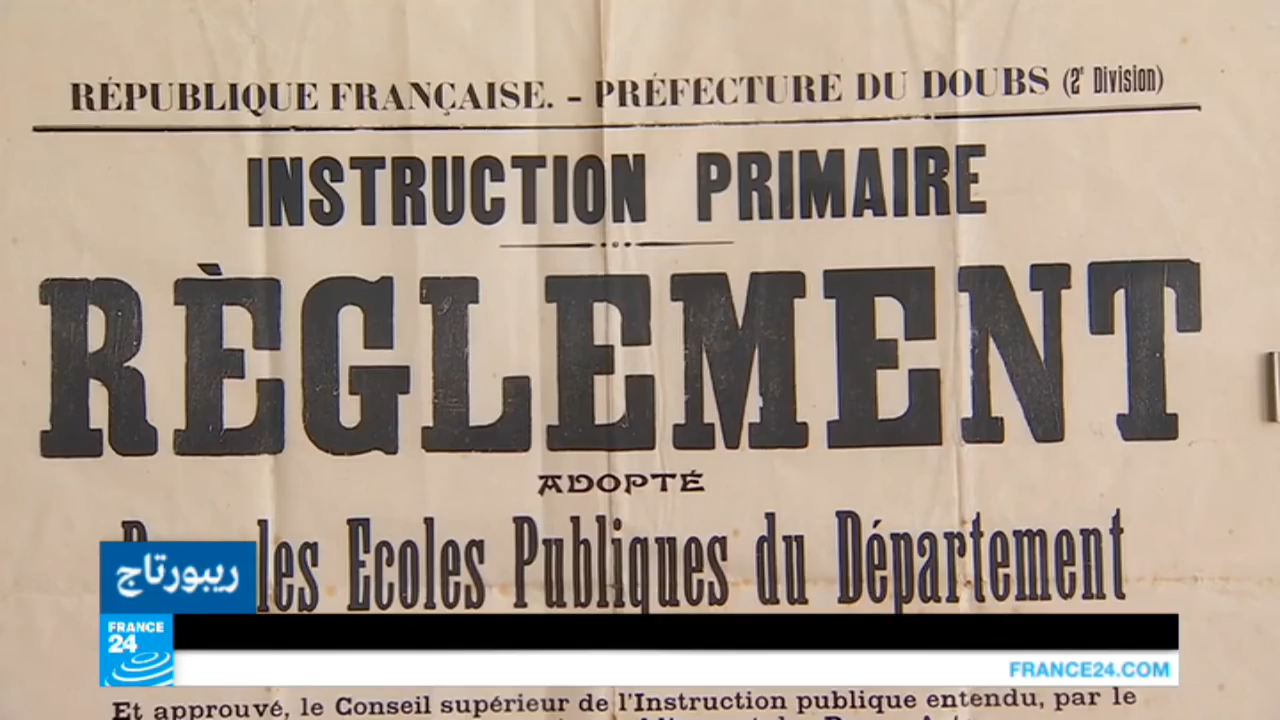 RÉPUBLIQUE FRANÇAISE. – PRÉFECTURE DU DOUBS (2e Division)
INSTRUCTION PRIMAIRE
RÈGLEMENT
ADOPTÉ
les Ecoles Publiques du Département
ريبورتاج
FRANCE
24
FRANCE24.COM
Et approuvé, le Conseil supérieur de l'Instruction publique entendu, par le